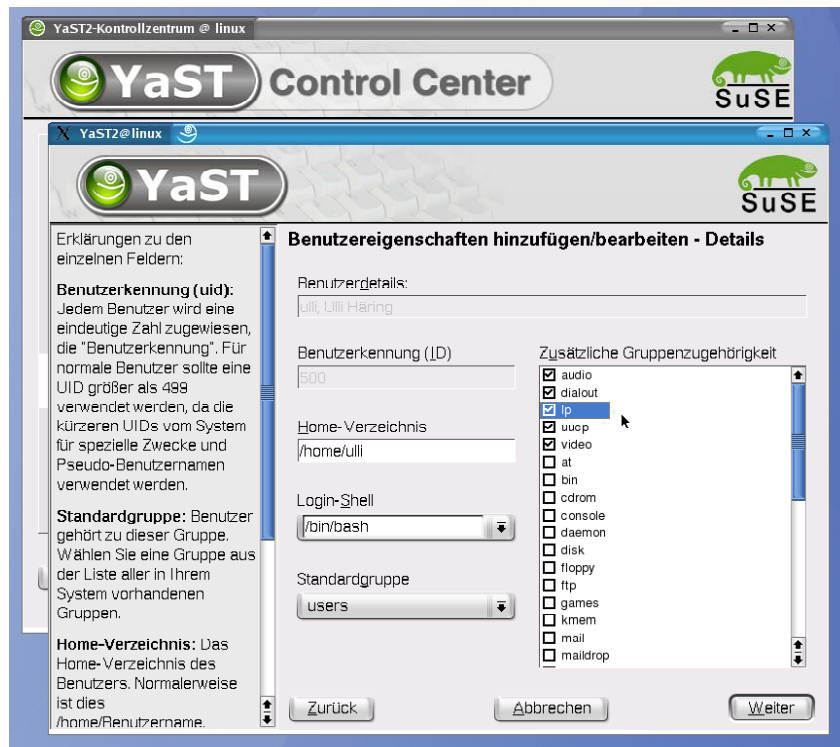 YaST2-Kontrollzentrum @ linux
YaST Control Center
SuSE
YaST2@linux
YaST
SuSE
Erklärungen zu den
einzelnen Feldern:
Benutzerkennung (uid):
Jedem Benutzer wird eine
eindeutige Zahl zugewiesen,
die "Benutzerkennung". Für
normale Benutzer sollte eine
UID größer als 499
verwendet werden, da die
kürzeren UIDs vom System
für spezielle Zwecke und
Pseudo-Benutzernamen
verwendet werden.
Standardgruppe: Benutzer
gehört zu dieser Gruppe.
Wählen Sie eine Gruppe aus
der Liste aller in Ihrem
System vorhandenen
Gruppen.
Home-Verzeichnis: Das
Home-Verzeichnis des
Benutzers. Normalerweise
ist dies
/home/Benutzername.
Benutzereigenschaften hinzufügen/bearbeiten - Details
Benutzerdetails:
ulli, Ulli Häring
Benutzerkennung (ID)
500
Home-Verzeichnis
/home/ulli
Login-Shell
/bin/bash
Standardgruppe
users
Zusätzliche Gruppenzugehörigkeit
audio
dialout
lp
uucp
video
at
bin
cdrom
console
daemon
disk
floppy
ftp
games
kmem
mail
maildrop
Zurück
Abbrechen
Weiter